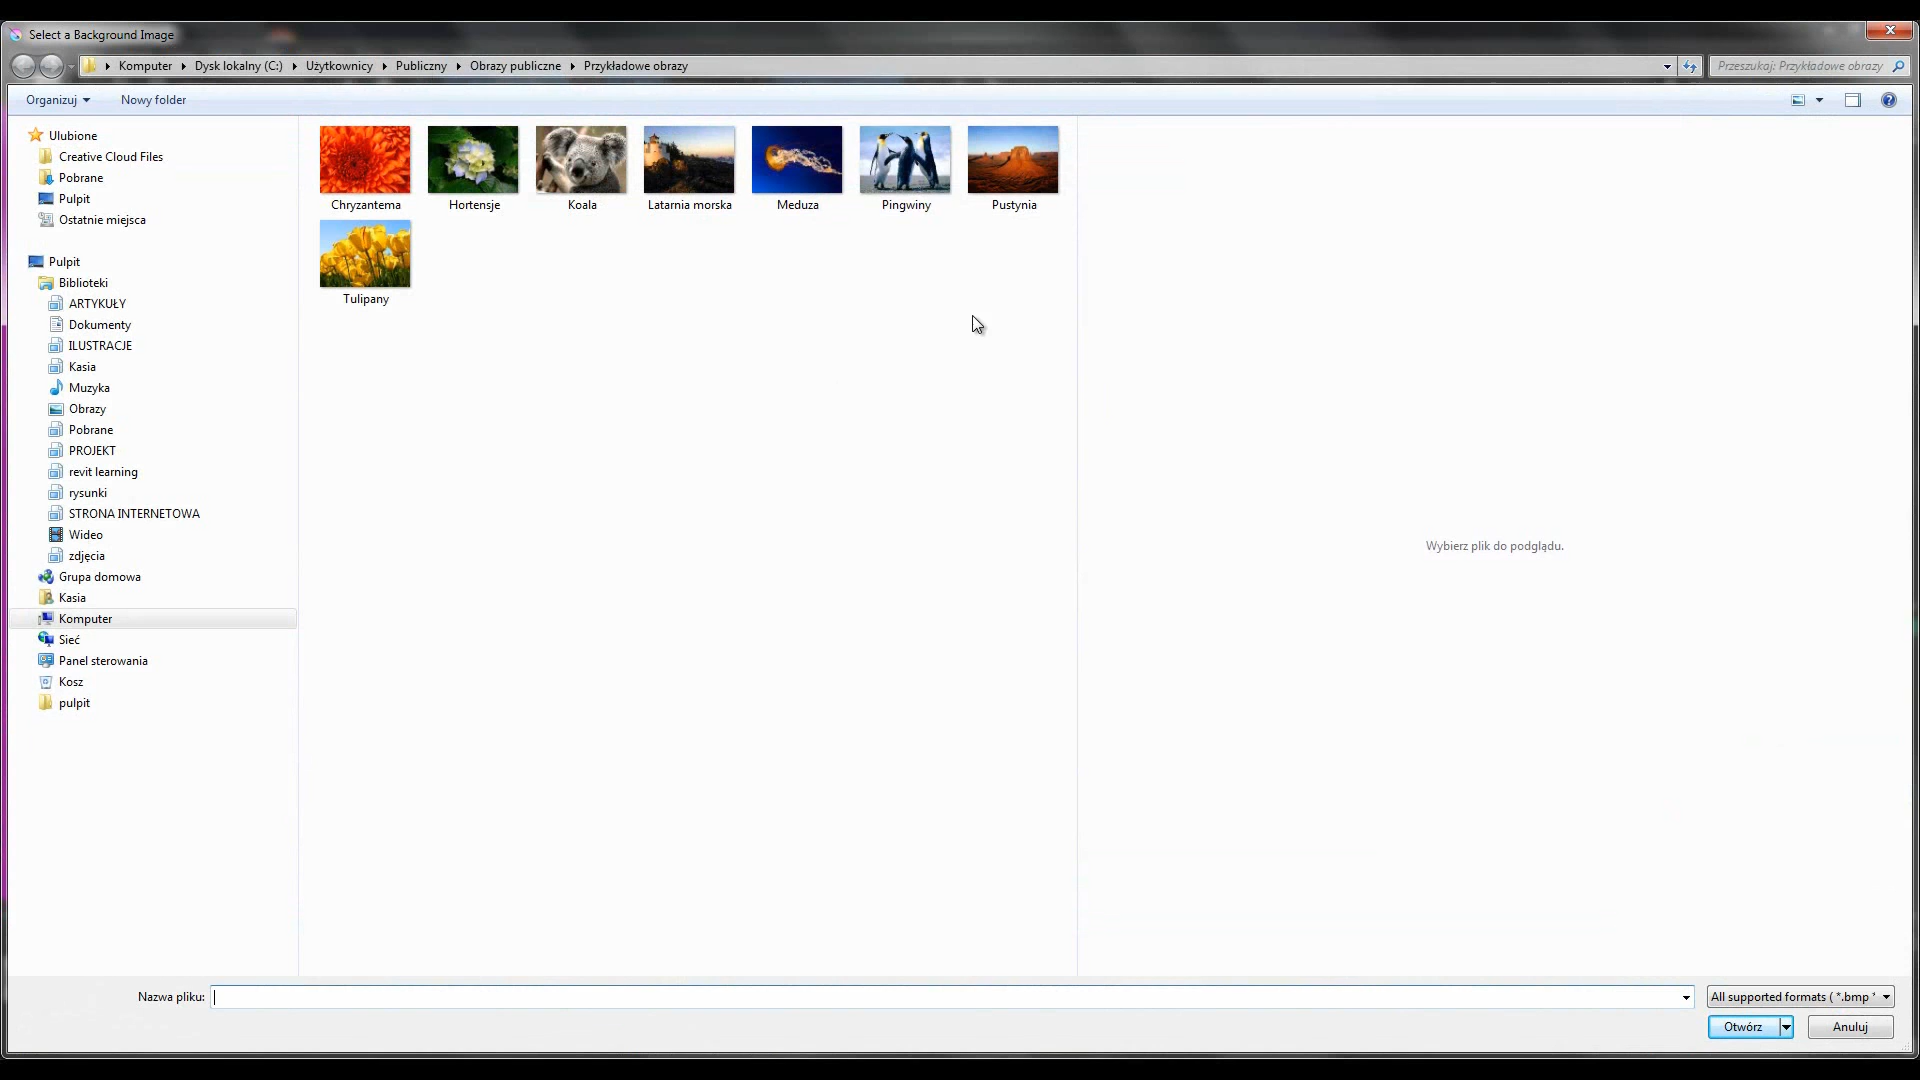 Select a Background Image
Komputer Dysk lokalny (C:) Użytkownicy Publiczny Obrazy publiczne Przykładowe obrazy
Przeszukaj: Przykładowe obrazy
Organizuj Nowy folder
Ulubione
Creative Cloud Files
Pobrane
Pulpit
Ostatnie miejsca
Pulpit
Biblioteki
ARTYKUŁY
Dokumenty
ILUSTRACJE
Kasia
Muzyka
Obrazy
Pobrane
PROJEKT
revit learning
rysunki
STRONA INTERNETOWA
Wideo
zdjęcia
Grupa domowa
Kasia
Komputer
Sieć
Panel sterowania
Kosz
pulpit
Chryzantema Hortensje Koala Latarnia morska Meduza Pingwiny Pustynia
Tulipany
Wybierz plik do podglądu.
Nazwa pliku:
All supported formats ( *.bmp *
Otwórz Anuluj